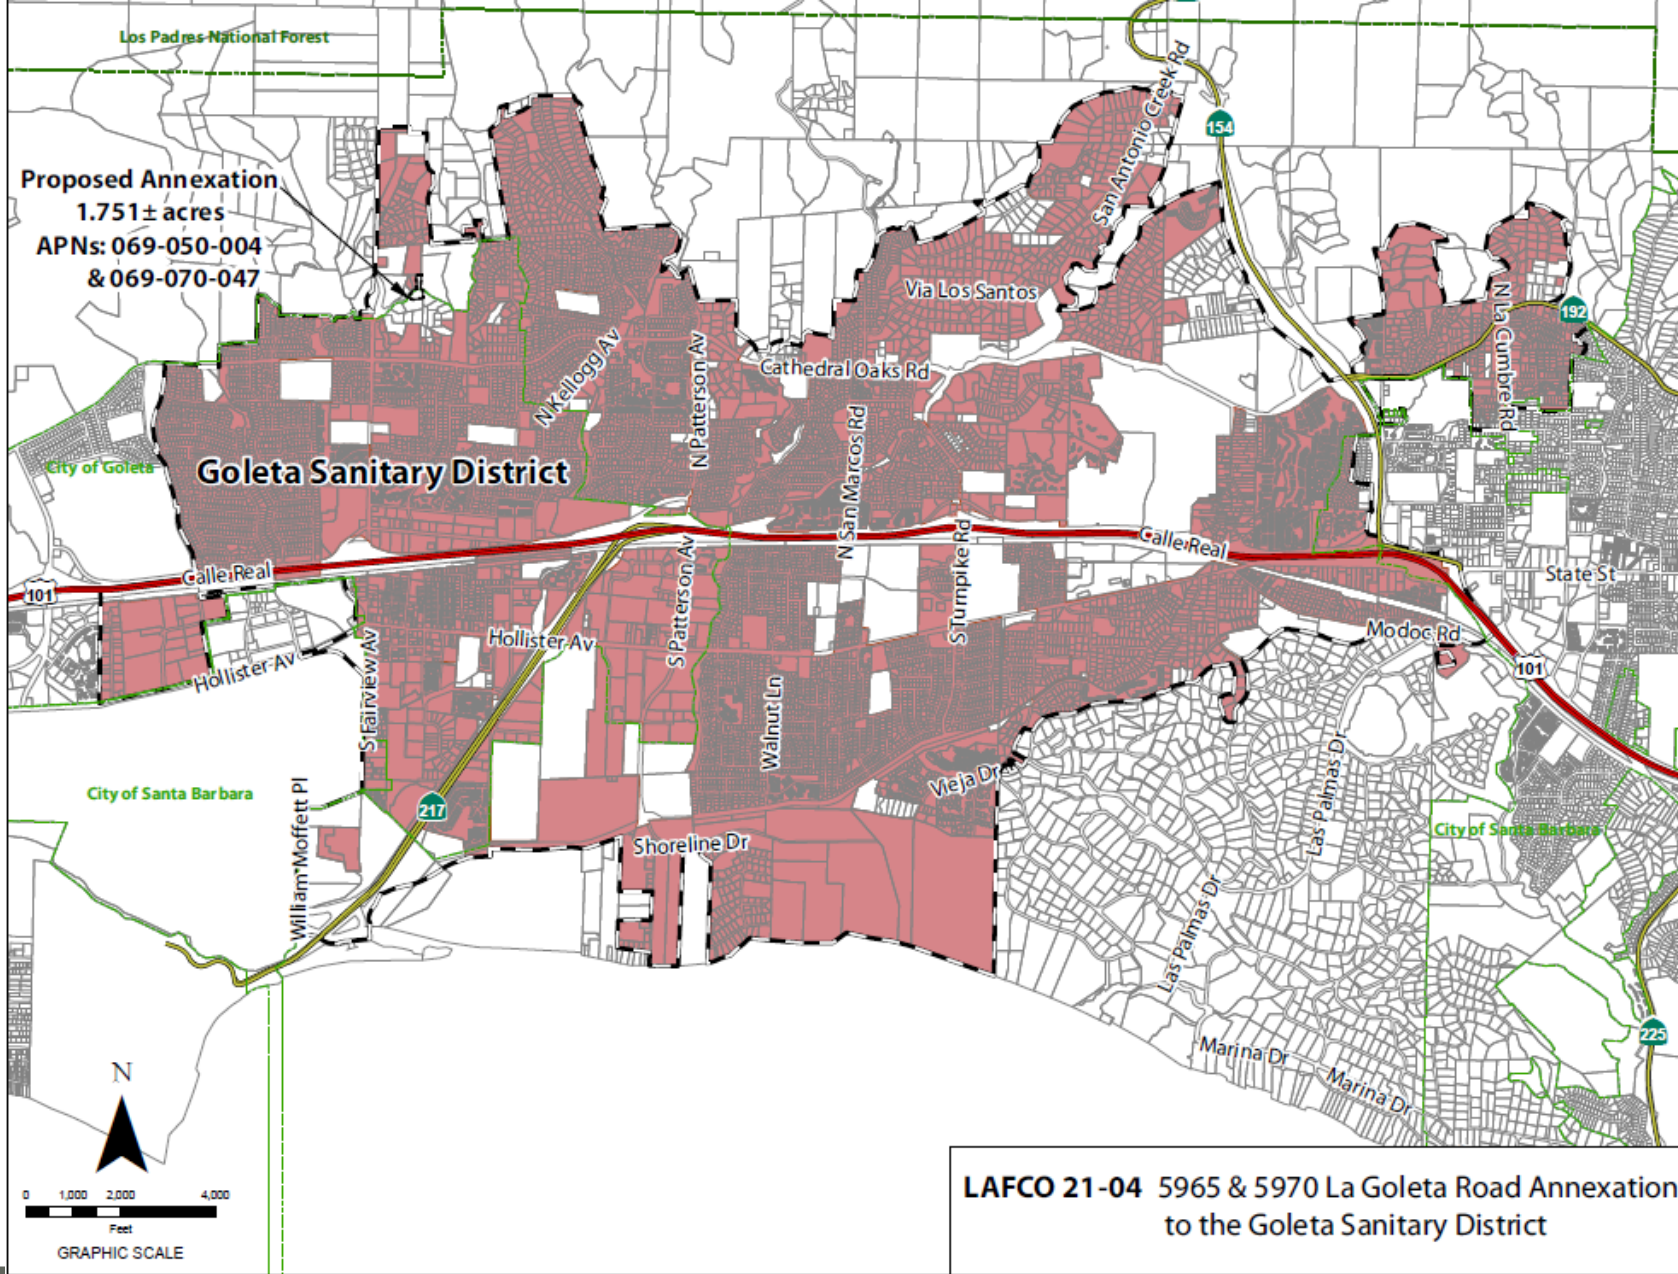 Los Padres National Forest
San Antonio Creek Rd
154
Proposed Annexation
1.751± acres
APNs: 069-050-004
& 069-070-047
Via Los Santos
N La Cumbre Rd
192
N Kellogg Av
N Patterson Av
Cathedral Oaks Rd
N San Marcos Rd
City of Goleta
Goleta Sanitary District
Calle Real
S Turnpike Rd
Calle Real
101
State St
S Patterson Av
Hollister Av
Hollister Av
Modoc Rd
101
S Fairview Av
Walnut Ln
Las Palmas Dr
Vieja Dr
City of Santa Barbara
William Moffett Pl
217
Shoreline Dr
City of Santa Barbara
Las Palmas Dr
225
Marina Dr
Marina Dr
N
0 1,000 2,000 4,000
Feet
GRAPHIC SCALE
LAFCO 21-04 5965 & 5970 La Goleta Road Annexation
to the Goleta Sanitary District